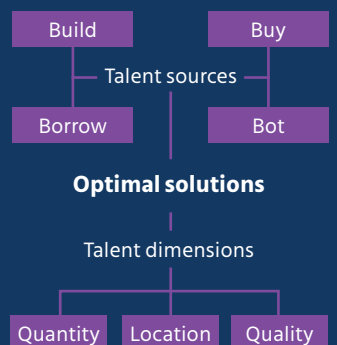 Build
Buy
Talent sources
Borrow
Bot
Optimal solutions
Talent dimensions
Quantity
Location
Quality